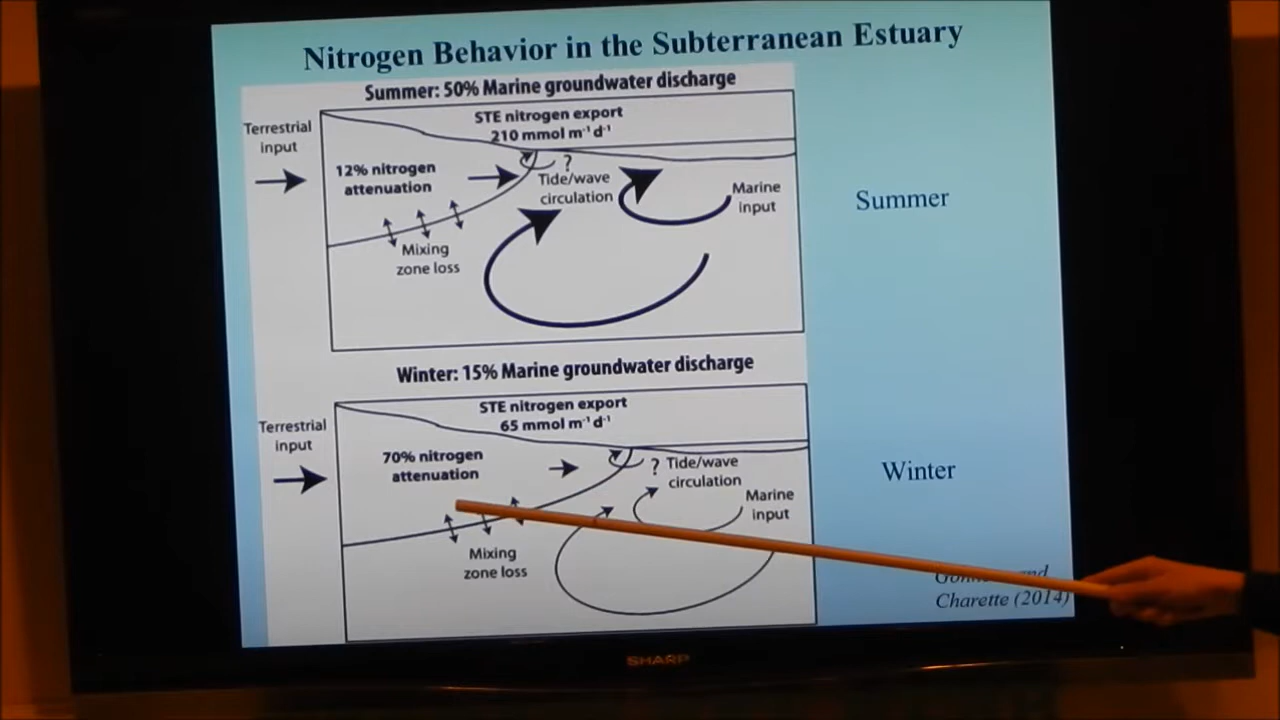 Nitrogen Behavior in the Subterranean Estuary
Summer: 50% Marine groundwater discharge
STE nitrogen export
210 mmol m⁻¹ d⁻¹
Terrestrial
input
12% nitrogen
attenuation
?
Tide/wave
circulation
Marine
input
Mixing
zone loss
Summer
Winter: 15% Marine groundwater discharge
STE nitrogen export
65 mmol m⁻¹ d⁻¹
Terrestrial
input
70% nitrogen
attenuation
? Tide/wave
circulation
Marine
input
Mixing
zone loss
Winter
Charette (2014)
SHARP